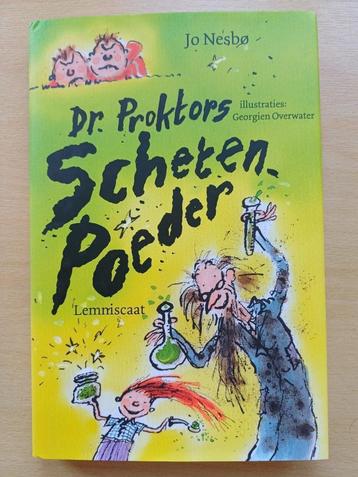 Jo Nesbø
Dr. Proktors
illustraties:
Georgien Overwater
Scheten
Poeder
Lemniscaat